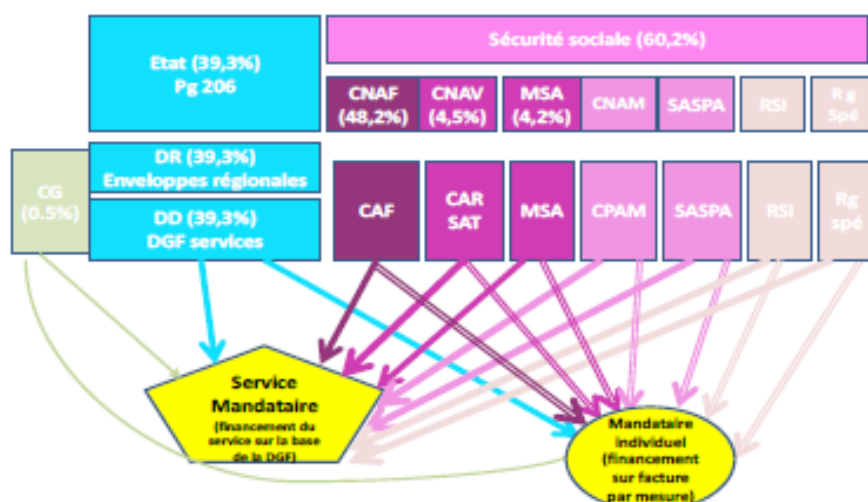 Etat (39,3%)
Pg 206
Sécurité sociale (60,2%)
CNAF
(48,2%)
CNAV
(4,5%)
MSA
(4,2%)
CNAM
SASPA
RSI
Rg
Spé
CG
(0.5%)
DR (39,3%)
Enveloppes régionales
DD (39,3%)
DGF services
CAF
CAR
SAT
MSA
CPAM
SASPA
RSI
Rg
spé
Service
Mandataire
(financement du
service sur la base
de la DGF)
Mandataire
individuel
(financement
sur facture
par mesure)